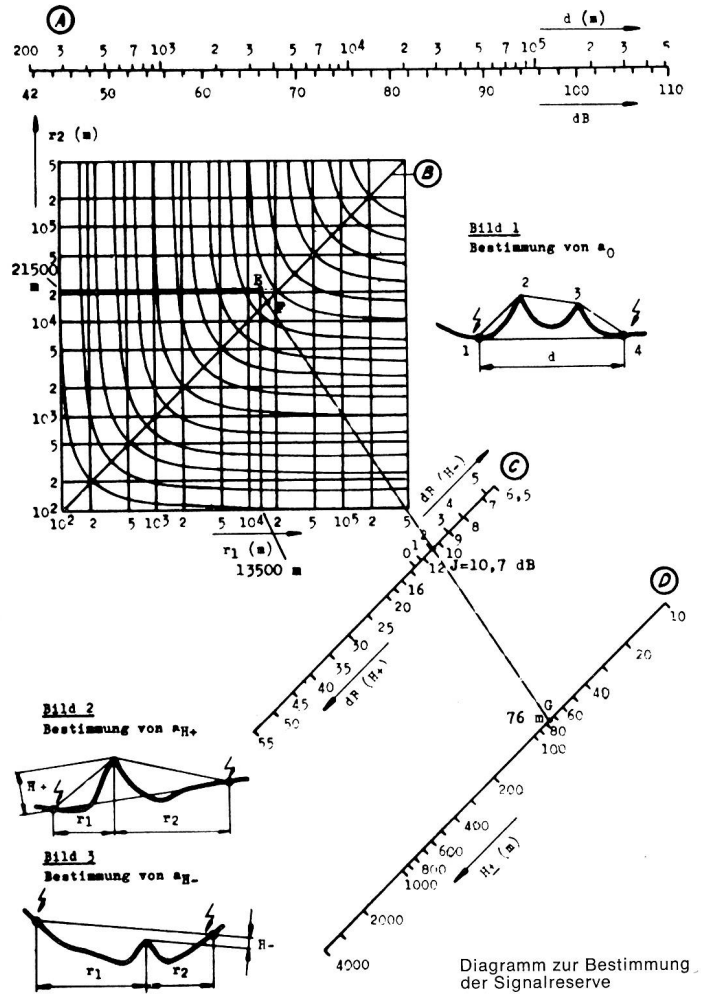 A
d (m)
200 3 5 7 10³ 2 3 5 7 10⁴ 2 3 5 7 10⁵ 2 3 5
42 50 60 70 80 90 100 110
dB
r₂ (m)
B
5
2
10⁵
5
21500 m
2
10⁴
5
2
10³
5
2
10²
E
F
10² 2 5 10³ 2 5 10⁴ 2 5 10⁵ 2 5
r₁ (m)
13500 m
Bild 1
Bestimmung von a₀
2 3
1 4
d
C
dB (H-)
5 4 3 2 1 0
6,5 7 8 9 10 12 16 20 25 30 35 40 45 50 55
J=10,7 dB
dB (H+)
D
10 20 40 60 80 100 200 400 600 800 1000 2000 4000
G
76 m
H± (m)
Bild 2
Bestimmung von a_H+
H+
r₁ r₂
Bild 3
Bestimmung von a_H-
H-
r₁ r₂
Diagramm zur Bestimmung
der Signalreserve